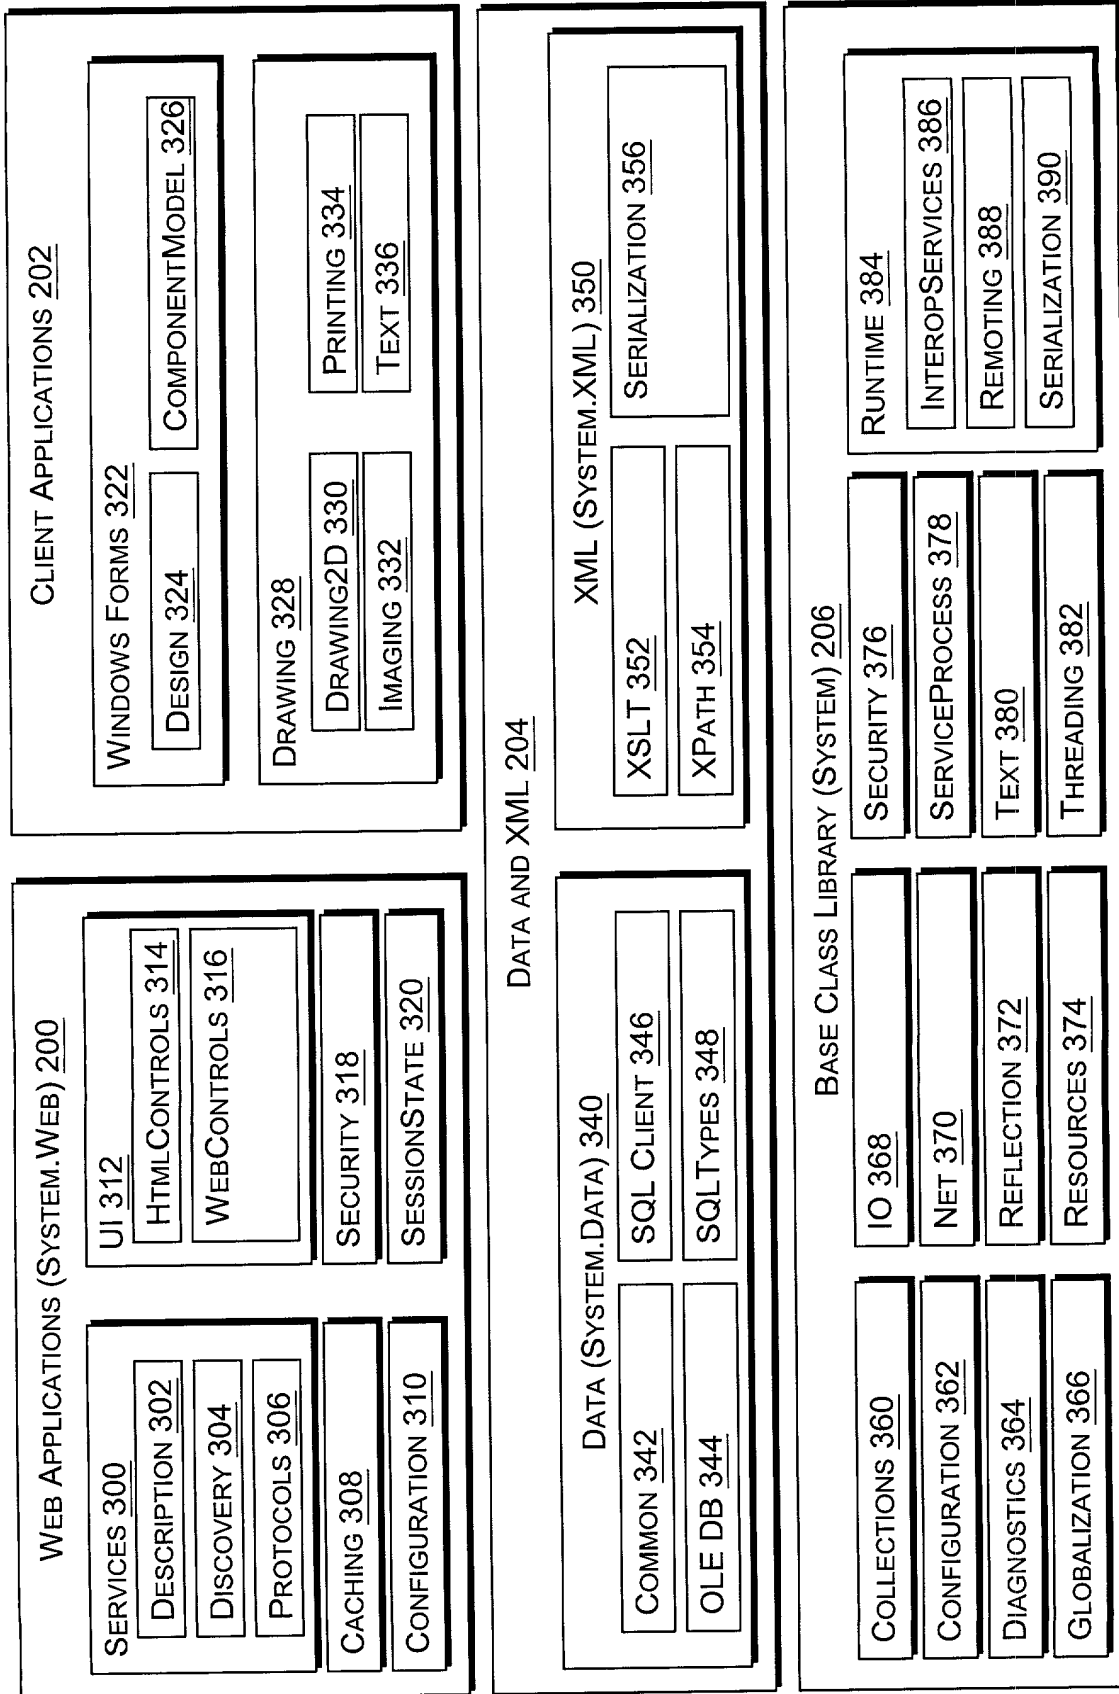 WEB APPLICATIONS (SYSTEM.WEB) 200
SERVICES 300
DESCRIPTION 302
DISCOVERY 304
PROTOCOLS 306
CACHING 308
CONFIGURATION 310
UI 312
HTMLCONTROLS 314
WEBCONTROLS 316
SECURITY 318
SESSIONSTATE 320
CLIENT APPLICATIONS 202
WINDOWS FORMS 322
DESIGN 324
COMPONENTMODEL 326
DRAWING 328
DRAWING2D 330
IMAGING 332
PRINTING 334
TEXT 336
DATA AND XML 204
DATA (SYSTEM.DATA) 340
COMMON 342
OLE DB 344
SQL CLIENT 346
SQLTYPES 348
XML (SYSTEM.XML) 350
XSLT 352
XPATH 354
SERIALIZATION 356
BASE CLASS LIBRARY (SYSTEM) 206
COLLECTIONS 360
CONFIGURATION 362
DIAGNOSTICS 364
GLOBALIZATION 366
IO 368
NET 370
REFLECTION 372
RESOURCES 374
SECURITY 376
SERVICEPROCESS 378
TEXT 380
THREADING 382
RUNTIME 384
INTEROPSERVICES 386
REMOTING 388
SERIALIZATION 390